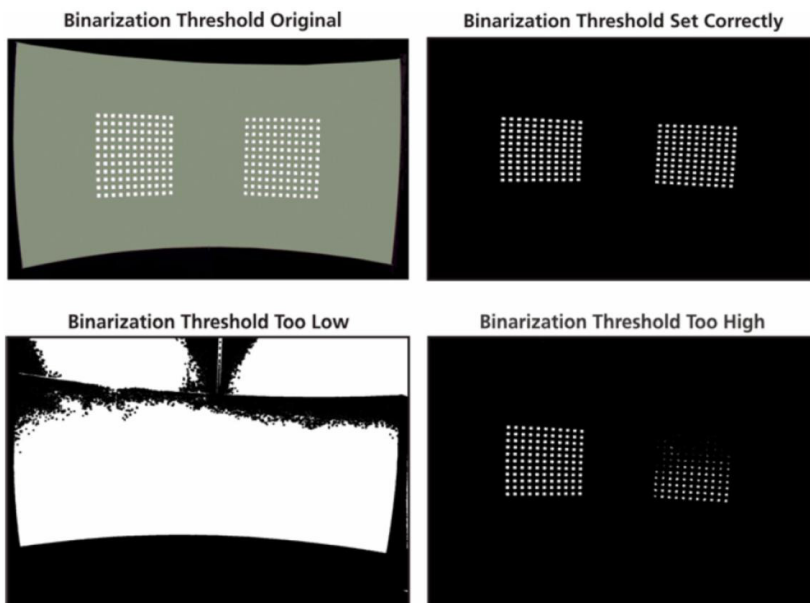 Binarization Threshold Original
Binarization Threshold Set Correctly
Binarization Threshold Too Low
Binarization Threshold Too High